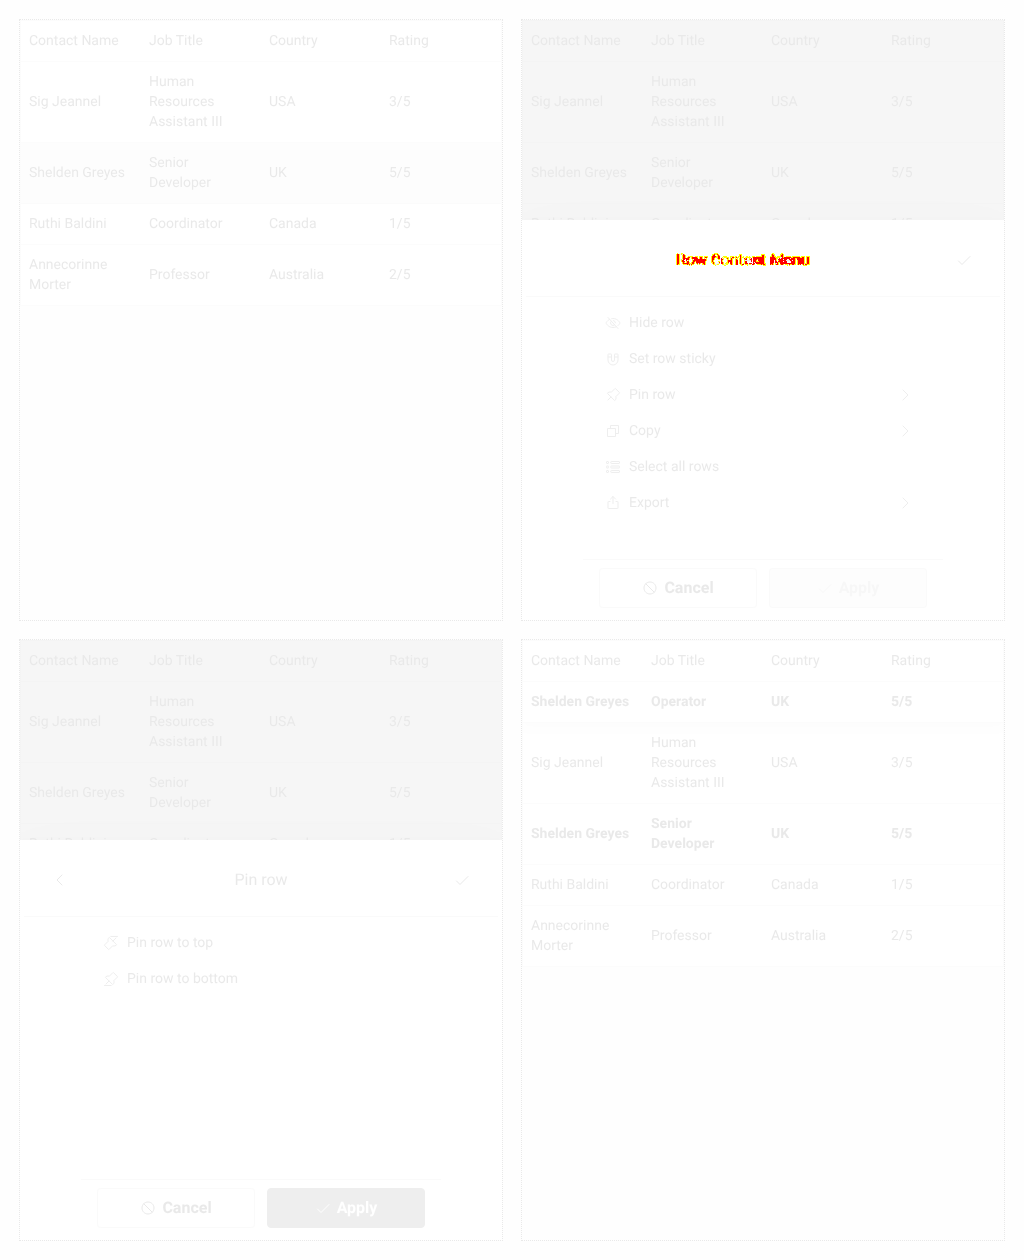 Contact Name Job Title Country Rating
Sig Jeannel Human Resources Assistant III USA 3/5
Shelden Greyes Senior Developer UK 5/5
Ruthi Baldini Coordinator Canada 1/5
Annecorinne Morter Professor Australia 2/5
Contact Name Job Title Country Rating
Sig Jeannel Human Resources Assistant III USA 3/5
Shelden Greyes Senior Developer UK 5/5
Row Context Menu
Hide row
Set row sticky
Pin row
Copy
Select all rows
Export
Cancel Apply
Contact Name Job Title Country Rating
Sig Jeannel Human Resources Assistant III USA 3/5
Shelden Greyes Senior Developer UK 5/5
Pin row
Pin row to top
Pin row to bottom
Cancel Apply
Contact Name Job Title Country Rating
Shelden Greyes Operator UK 5/5
Sig Jeannel Human Resources Assistant III USA 3/5
Shelden Greyes Senior Developer UK 5/5
Ruthi Baldini Coordinator Canada 1/5
Annecorinne Morter Professor Australia 2/5